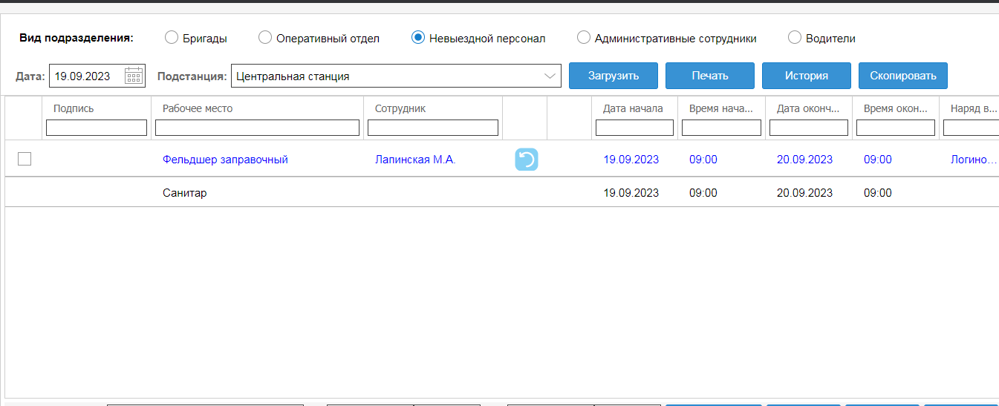 Вид подразделения: Бригады Оперативный отдел Невыездной персонал Административные сотрудники Водители
Дата: 19.09.2023 Подстанция: Центральная станция Загрузить Печать История Скопировать
Подпись Рабочее место Сотрудник Дата начала Время нача... Дата оконч... Время окон... Наряд в...
Фельдшер заправочный Лапинская М.А. 19.09.2023 09:00 20.09.2023 09:00 Логино...
Санитар 19.09.2023 09:00 20.09.2023 09:00